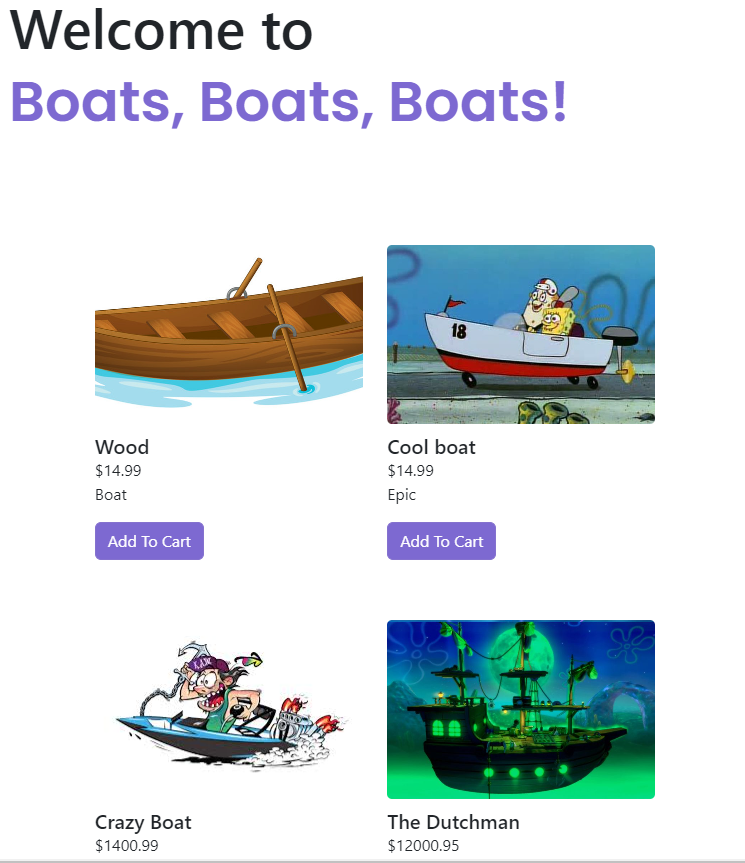 Welcome to
Boats, Boats, Boats!
18
Wood
$14.99
Boat
Add To Cart
Cool boat
$14.99
Epic
Add To Cart
Crazy Boat
$1400.99
The Dutchman
$12000.95